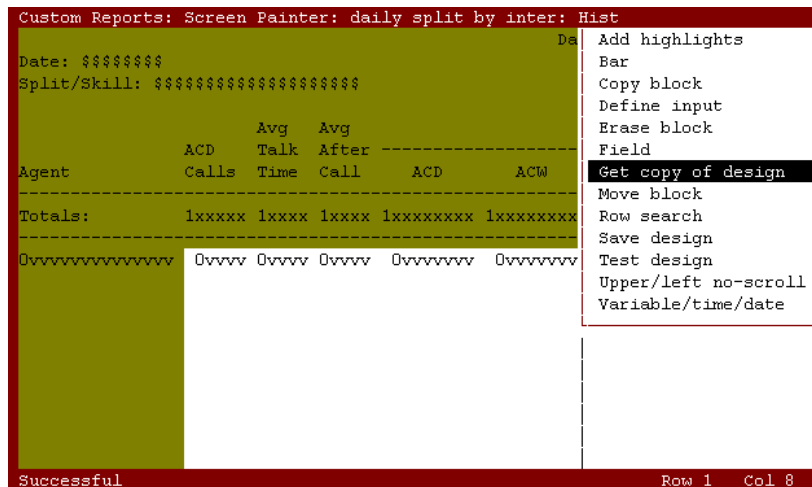 Custom Reports: Screen Painter: daily split by inter: Hist
Da
Date: $$$$$$$$
Split/Skill: $$$$$$$$$$$$$$$$$$$$
Avg Avg
ACD Talk After --------------------
Agent Calls Time Call ACD ACW
Totals: 1xxxxx 1xxxx 1xxxx 1xxxxxxxx 1xxxxxxxx
0vvvvvvvvvvvvvv 0vvvv 0vvvv 0vvvv 0vvvvvvv 0vvvvvvv
Add highlights
Bar
Copy block
Define input
Erase block
Field
Get copy of design
Move block
Row search
Save design
Test design
Upper/left no-scroll
Variable/time/date
Successful Row 1 Col 8